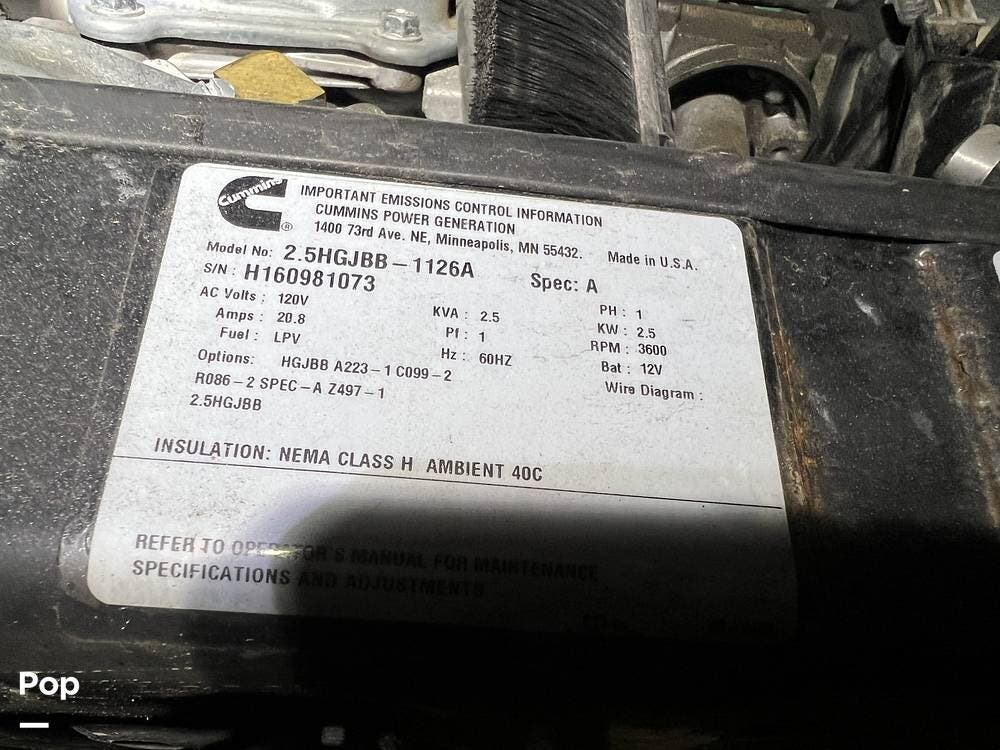 Cummins
®
IMPORTANT EMISSIONS CONTROL INFORMATION
CUMMINS POWER GENERATION
1400 73rd Ave. NE, Minneapolis, MN 55432. Made in U.S.A.
Model No: 2.5HGJBB-1126A Spec: A
S/N : H160981073
AC Volts : 120V KVA : 2.5 PH : 1
Amps : 20.8 Pf : 1 KW : 2.5
Fuel : LPV Hz : 60HZ RPM : 3600
Options: HGJBB A223-1 C099-2 Bat : 12V
R086-2 SPEC-A Z497-1 Wire Diagram :
2.5HGJBB
INSULATION: NEMA CLASS H AMBIENT 40C
REFER TO OPERATOR'S MANUAL FOR MAINTENANCE
SPECIFICATIONS AND ADJUSTMENTS
Pop